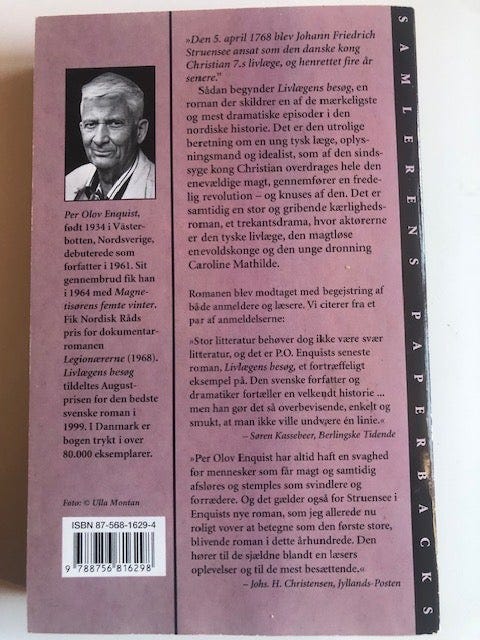 »Den 5. april 1768 blev Johann Friedrich
Struensee ansat som den danske kong
Christian 7.s livlæge, og henrettet fire år
senere.”
Sådan begynder Livlægens besøg, en
roman der skildrer en af de mærkeligste
og mest dramatiske episoder i den
nordiske historie. Det er den utrolige
beretning om en ung tysk læge, oplys-
ningsmand og idealist, som af den sinds-
syge kong Christian overdrages hele den
enevældige magt, gennemfører en frede-
lig revolution – og knuses af den. Det er
samtidig en stor og gribende kærligheds-
roman, et trekantsdrama, hvor aktørerne
er den tyske livlæge, den magtløse
enevoldskonge og den unge dronning
Caroline Mathilde.
Romanen blev modtaget med begejstring af
både anmeldere og læsere. Vi citerer fra et
par af anmeldelserne:
»Stor litteratur behøver dog ikke være svær
litteratur, og det er P.O. Enquists seneste
roman, Livlægens besøg, et fortræffeligt
eksempel på. Den svenske forfatter og
dramatiker fortæller en velkendt historie ...
men han gør det så overbevisende, enkelt og
smukt, at man ikke ville undvære én linie.«
– Søren Kassebeer, Berlingske Tidende
»Per Olov Enquist har altid haft en svaghed
for mennesker som får magt og samtidig
afsløres og stemples som svindlere og
forrædere. Og det gælder også for Struensee i
Enquists nye roman, som jeg allerede nu
roligt vover at betegne som den første store,
blivende roman i dette århundrede. Den
hører til de sjældne blandt en læsers
oplevelser og til de mest besættende.«
– Johs. H. Christensen, Jyllands-Posten
Per Olov Enquist,
født 1934 i Väster-
botten, Nordsverige,
debuterede som
forfatter i 1961. Sit
gennembrud fik han
i 1964 med Magne-
tisørens femte vinter.
Fik Nordisk Råds
pris for dokumentar-
romanen
Legionærerne (1968).
Livlægens besøg
tildeltes August-
prisen for den bedste
svenske roman i
1999. I Danmark er
bogen trykt i over
80.000 eksemplarer.
Foto: © Ulla Montan
ISBN 87-568-1629-4
9 788756 816298
SAMLERENS PAPERBACKS